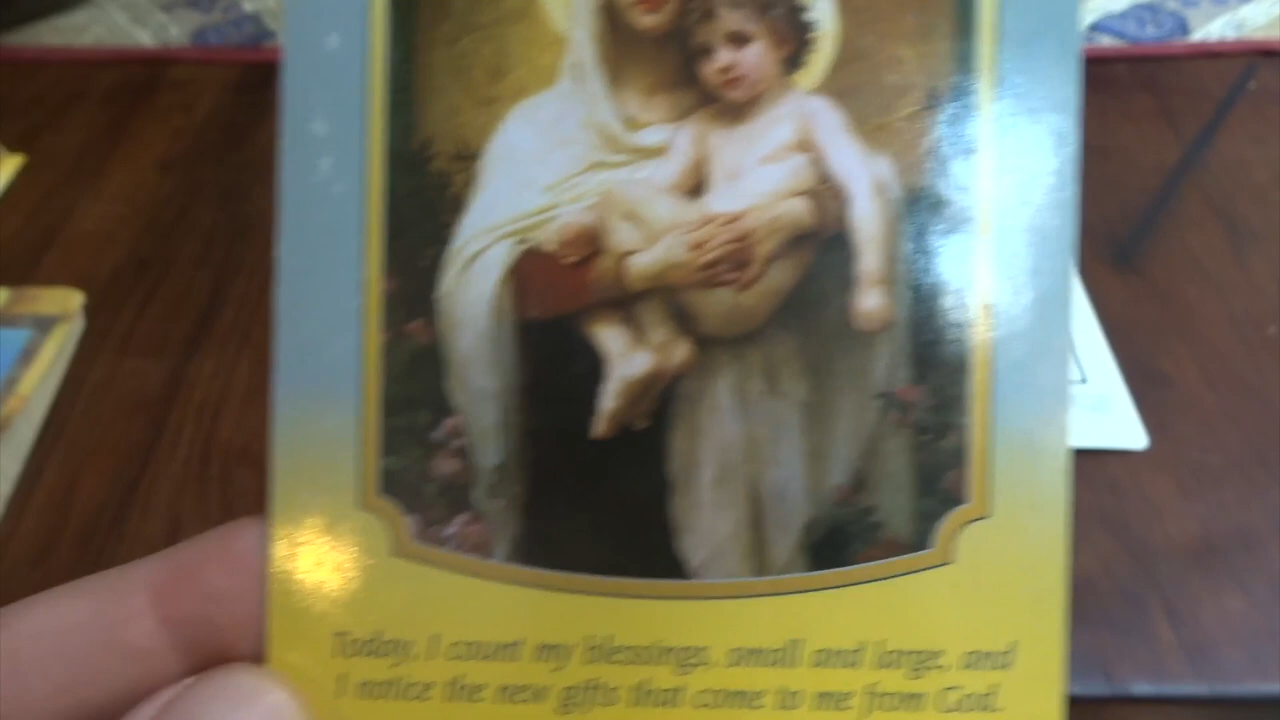 Today, I count my blessings, small and large, and
I notice the new gifts that come to me from God.